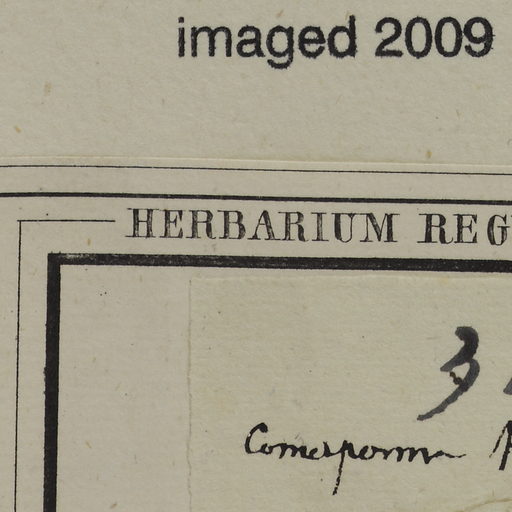 imaged 2009
HERBARIUM REG
3
Comesperma